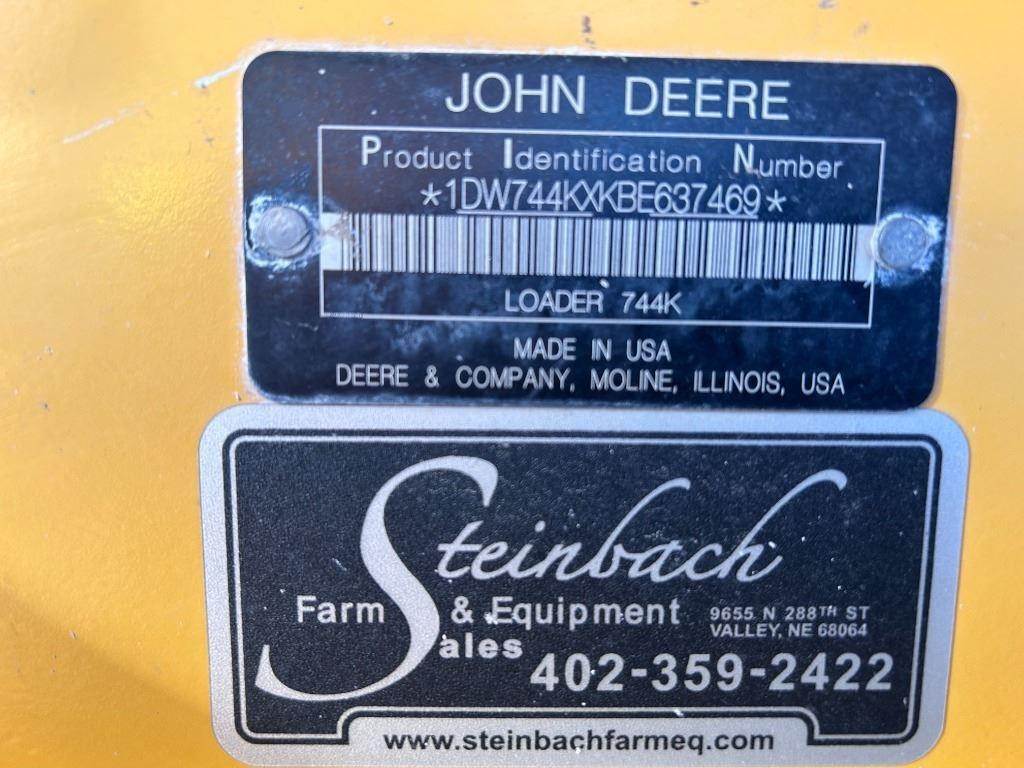 JOHN DEERE
Product Identification Number
*1DW744KXKBE637469*
LOADER 744K
MADE IN USA
DEERE & COMPANY, MOLINE, ILLINOIS, USA
Steinbach
Farm & Equipment
Sales
9655 N 288TH ST
VALLEY, NE 68064
402-359-2422
www.steinbachfarmeq.com